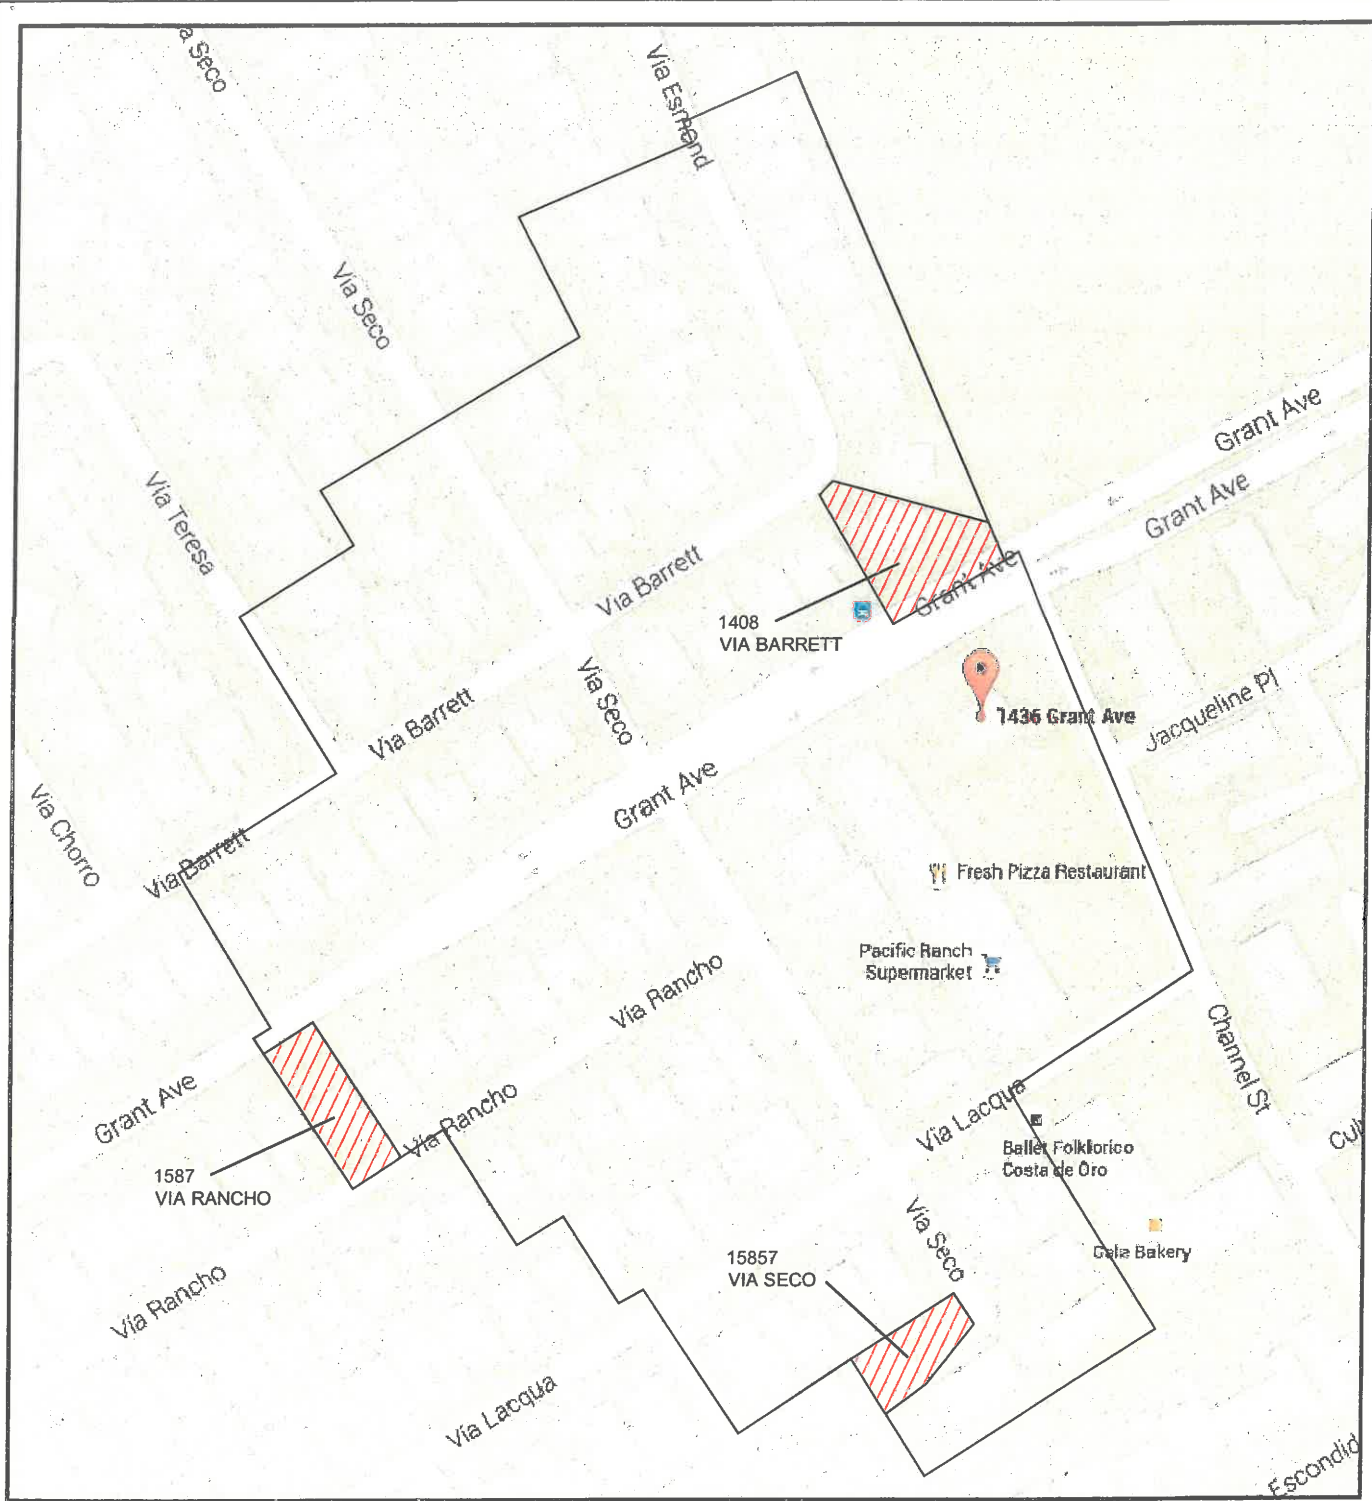 a Seco
Via Esmond
Via Seco
Grant Ave
Grant Ave
Via Teresa
Via Barrett
Grant Ave
1408
VIA BARRETT
Via Seco
1436 Grant Ave
Jacqueline Pl
Via Barrett
Grant Ave
Via Chorro
Via Barrett
Fresh Pizza Restaurant
Pacific Ranch
Supermarket
Via Rancho
Channel St
Grant Ave
Via Rancho
Via Lacqua
Ballet Folklorico
Costa de Oro
Cul
1587
VIA RANCHO
Via Seco
Gala Bakery
15857
VIA SECO
Via Rancho
Via Lacqua
Escondid